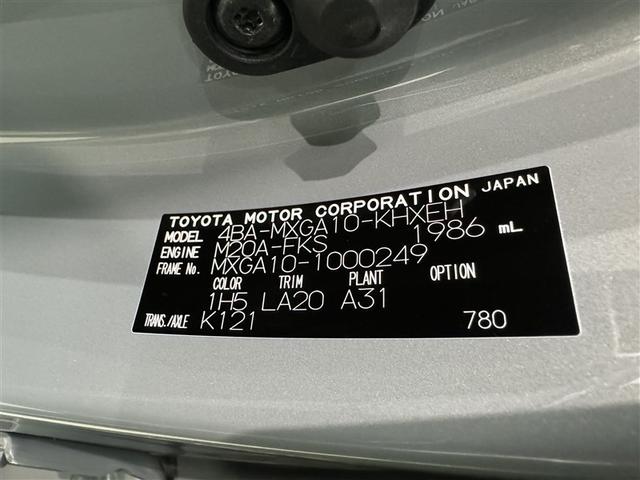 TOYOTA MOTOR CORPORATION JAPAN
MODEL 4BA-MXGA10-KHXEH
ENGINE M20A-FKS 1986 mL
FRAME No. MXGA10-1000249
COLOR TRIM PLANT OPTION
1H5 LA20 A31
TRANS./AXLE K121 780